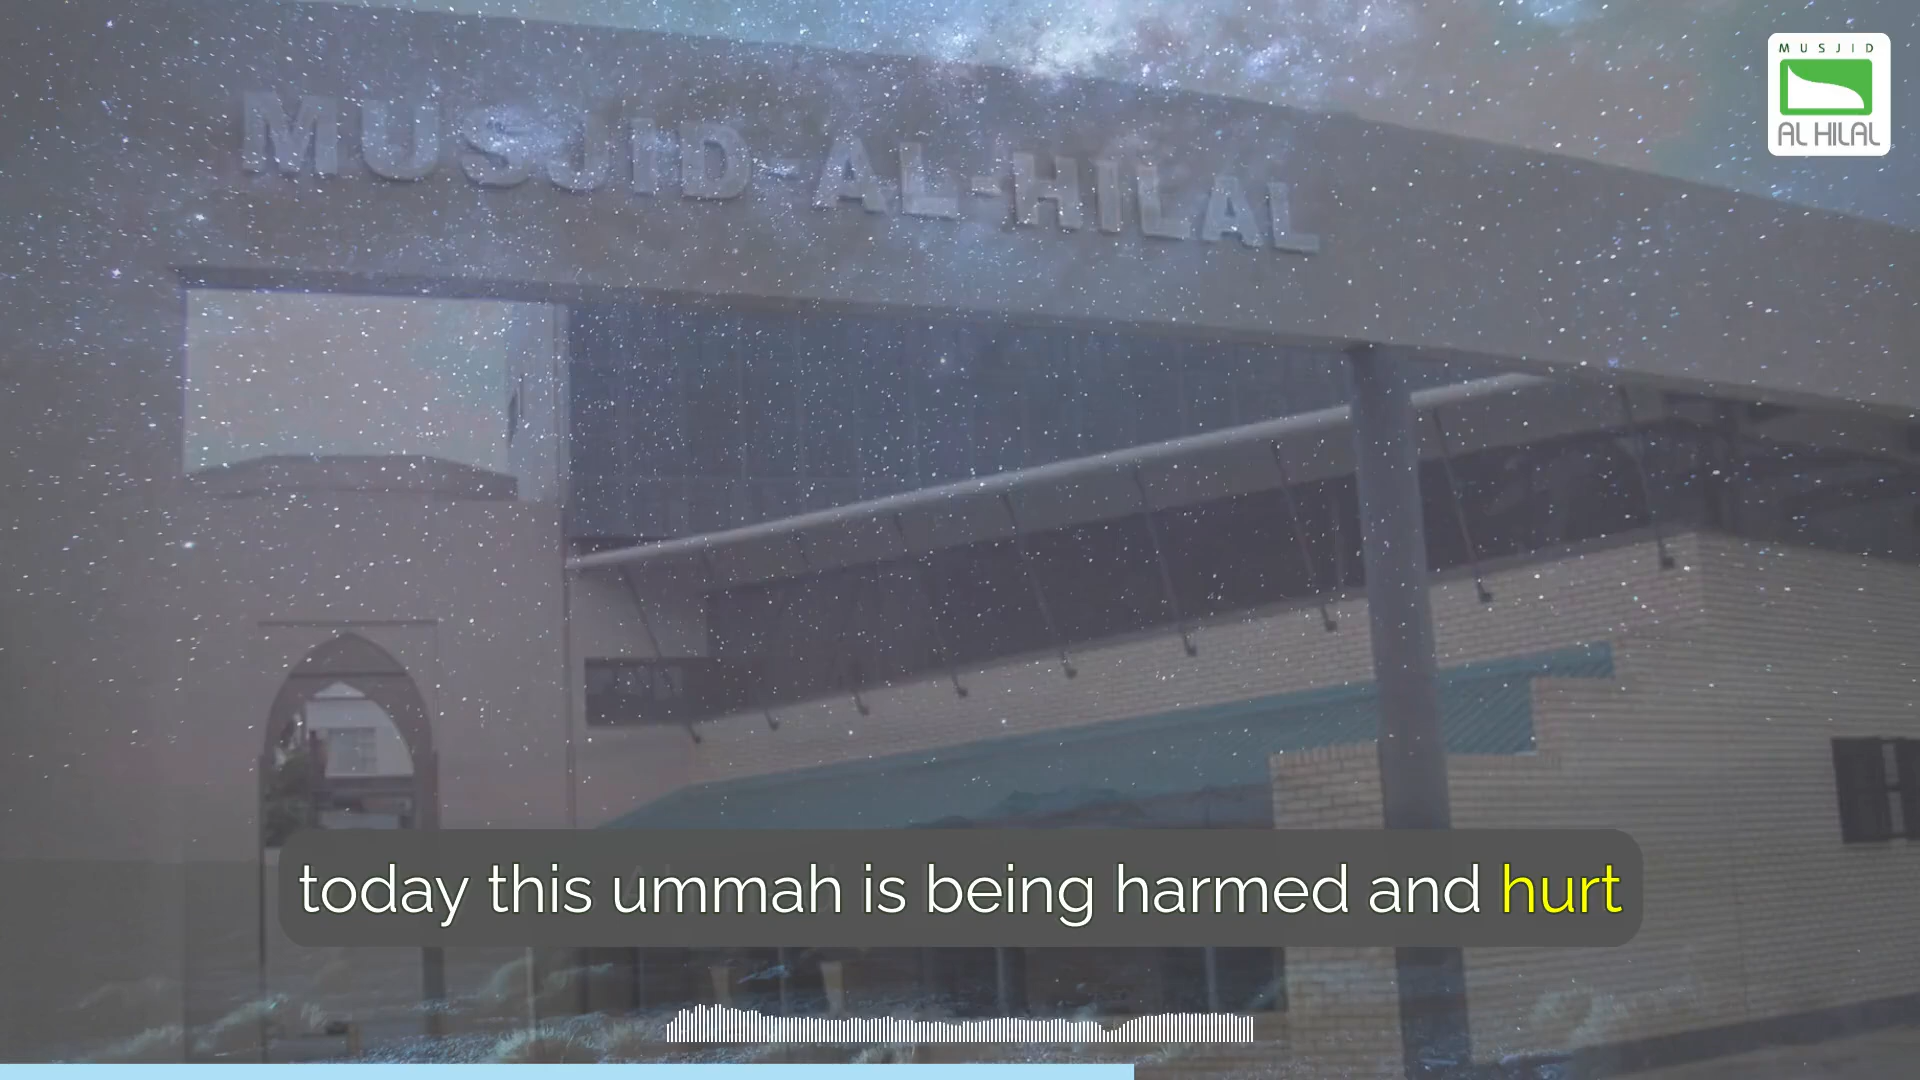 MUSJID
AL HILAL
MUSJID-AL-HILAL
today this ummah is being harmed and hurt